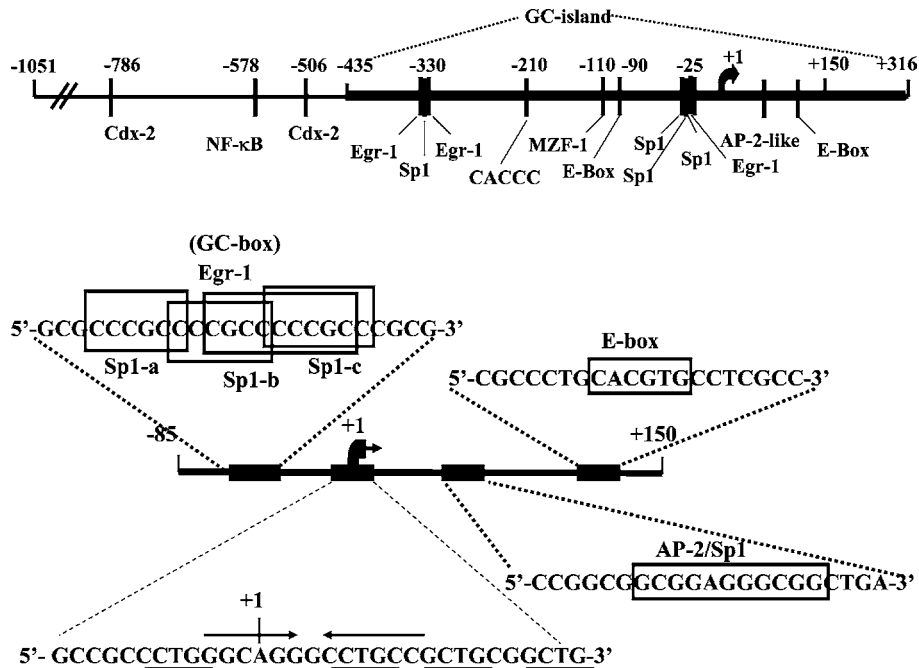 GC-island
-1051 -786 -578 -506 -435 -330 -210 -110 -90 -25 +1 +150 +316
Cdx-2 NF-κB Cdx-2 Egr-1 Sp1 Egr-1 CACCC MZF-1 E-Box Sp1 Sp1 Sp1 Egr-1 AP-2-like E-Box
(GC-box)
Egr-1
5'-GCGCCCGCCCCGCCCCCGCCCGCG-3'
Sp1-a Sp1-b Sp1-c
E-box
5'-CGCCCTGCACGTGCCTCGCC-3'
-85 +1 +150
AP-2/Sp1
5'-CCGGCGGCGGAGGGCGGCTGA-3'
+1
5'- GCCGCCCCTGGGGCAGGGCCTGCCGCTGCGGCTG-3'